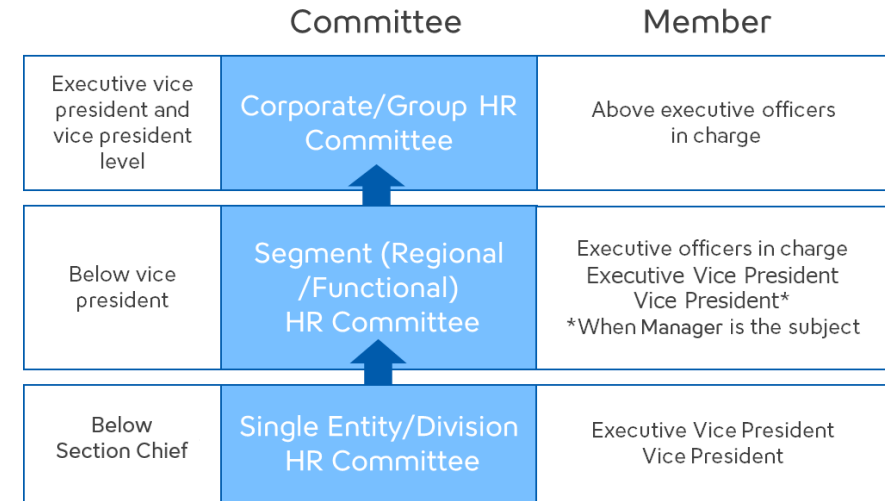 Committee
Member
Executive vice
president and
vice president
level
Corporate/Group HR
Committee
Above executive officers
in charge
Below vice
president
Segment (Regional
/Functional)
HR Committee
Executive officers in charge
Executive Vice President
Vice President*
*When Manager is the subject
Below
Section Chief
Single Entity/Division
HR Committee
Executive Vice President
Vice President